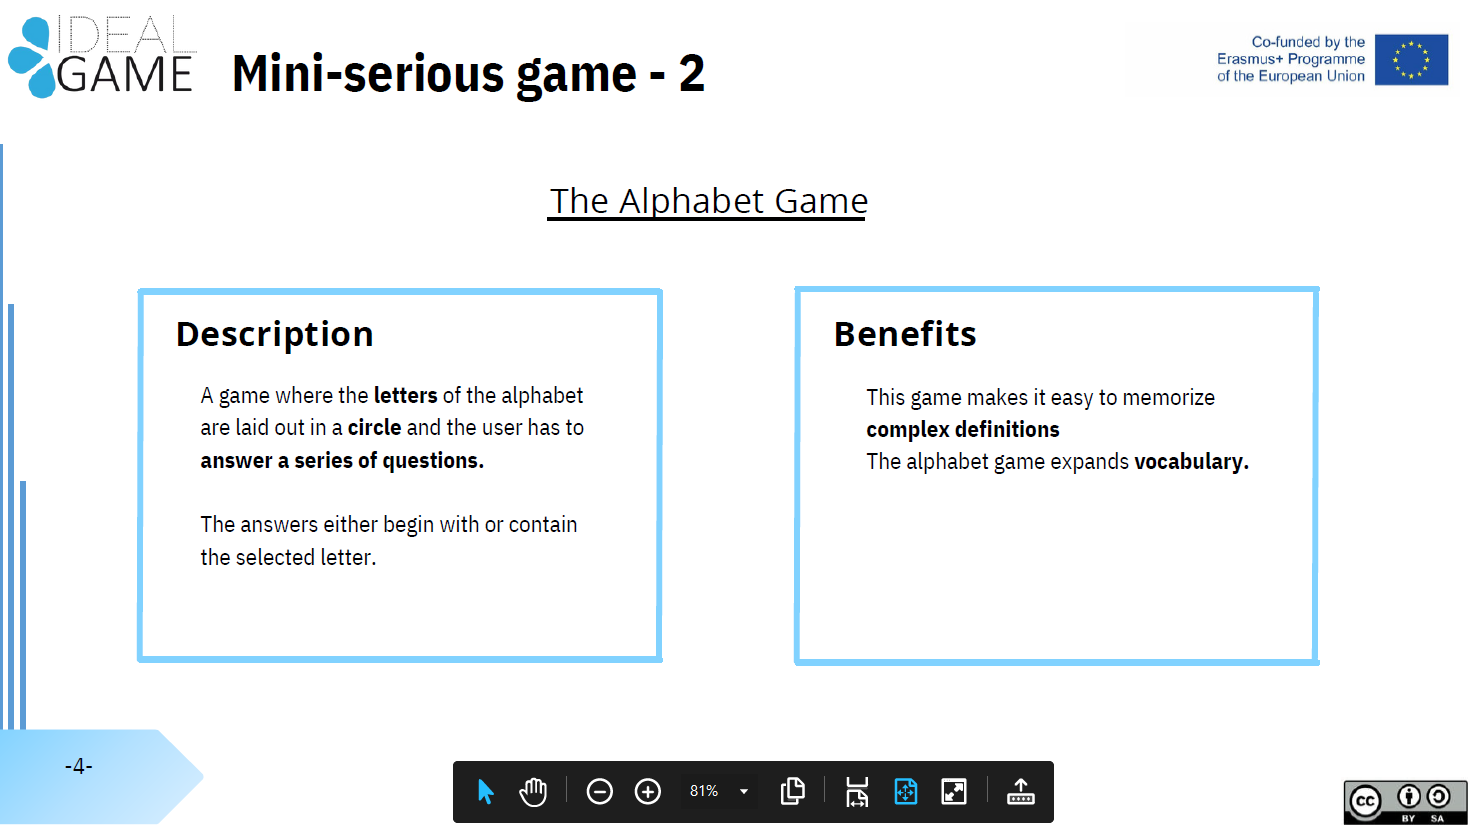 IDEAL
GAME
Mini-serious game - 2
Co-funded by the
Erasmus+ Programme
of the European Union
The Alphabet Game
Description
A game where the letters of the alphabet
are laid out in a circle and the user has to
answer a series of questions.
The answers either begin with or contain
the selected letter.
Benefits
This game makes it easy to memorize
complex definitions
The alphabet game expands vocabulary.
-4-
81%
cc
BY SA